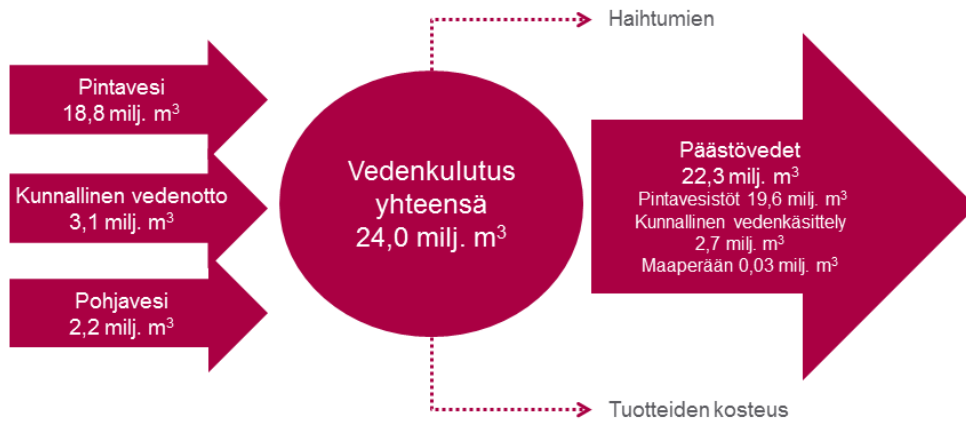 Haihtumien
Pintavesi
18,8 milj. m³
Kunnallinen vedenotto
3,1 milj. m³
Pohjavesi
2,2 milj. m³
Vedenkulutus
yhteensä
24,0 milj. m³
Päästövedet
22,3 milj. m³
Pintavesistöt 19,6 milj. m³
Kunnallinen vedenkäsittely
2,7 milj. m³
Maaperään 0,03 milj. m³
Tuotteiden kosteus